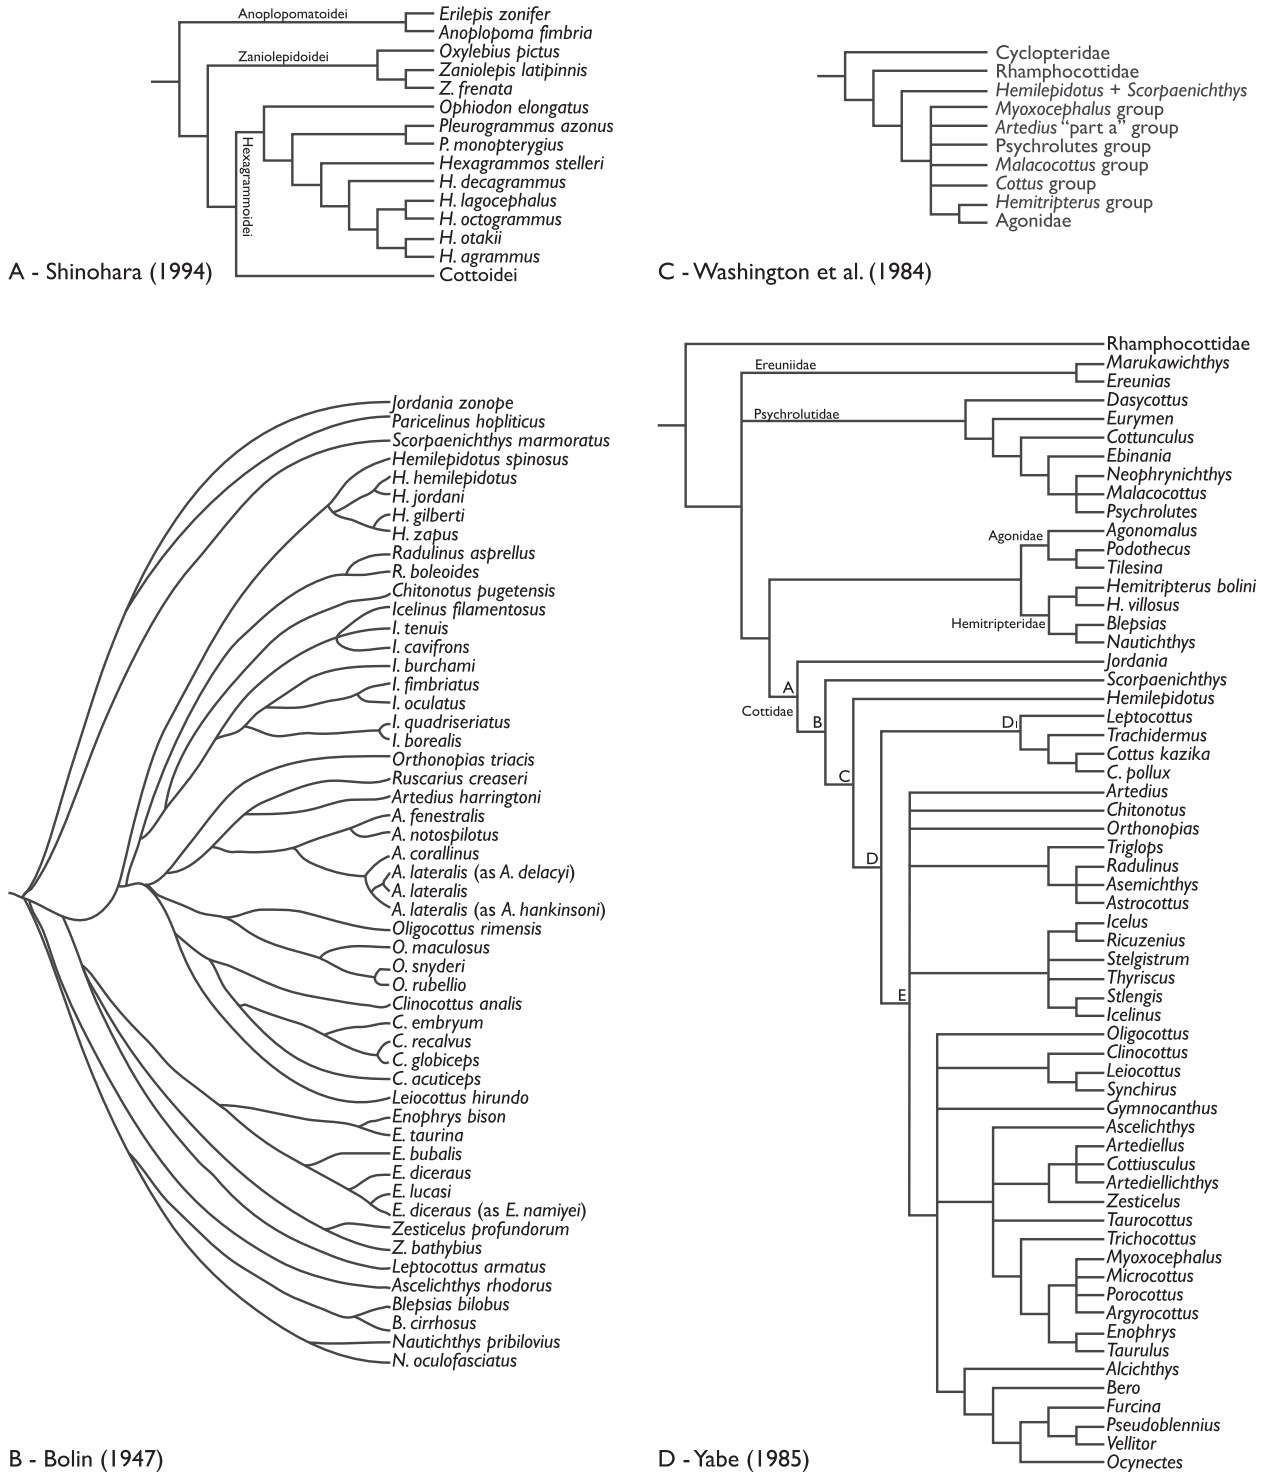 Anoplopomatoidei
Erilepis zonifer
Anoplopoma fimbria
Zaniolepidoidei
Oxylebius pictus
Zaniolepis latipinnis
Z. frenata
Hexagrammoidei
Ophiodon elongatus
Pleurogrammus azonus
P. monopterygius
Hexagrammos stelleri
H. decagrammus
H. lagocephalus
H. octogrammus
H. otakii
H. agrammus
Cottoidei
A - Shinohara (1994)
Cyclopteridae
Rhamphocottidae
Hemilepidotus + Scorpaenichthys
Myoxocephalus group
Artedius “part a” group
Psychrolutes group
Malacocottus group
Cottus group
Hemitripterus group
Agonidae
C - Washington et al. (1984)
Jordania zonope
Paricelinus hopliticus
Scorpaenichthys marmoratus
Hemilepidotus spinosus
H. hemilepidotus
H. jordani
H. gilberti
H. zapus
Radulinus asprellus
R. boleoides
Chitonotus pugetensis
Icelinus filamentosus
I. tenuis
I. cavifrons
I. burchami
I. fimbriatus
I. oculatus
I. quadriseriatus
I. borealis
Orthonopias triacis
Ruscarius creaseri
Artedius harringtoni
A. fenestralis
A. notospilotus
A. corallinus
A. lateralis (as A. delacyi)
A. lateralis
A. lateralis (as A. hankinsoni)
Oligocottus rimensis
O. maculosus
O. snyderi
O. rubellio
Clinocottus analis
C. embryum
C. recalvus
C. globiceps
C. acuticeps
Leiocottus hirundo
Enophrys bison
E. taurina
E. bubalis
E. diceraus
E. lucasi
E. diceraus (as E. namiyei)
Zesticelus profundorum
Z. bathybius
Leptocottus armatus
Ascelichthys rhodorus
Blepsias bilobus
B. cirrhosus
Nautichthys pribilovius
N. oculofasciatus
B - Bolin (1947)
Rhamphocottidae
Ereuniidae
Marukawichthys
Ereunias
Psychrolutidae
Dasycottus
Eurymen
Cottunculus
Ebinania
Neophrynichthys
Malacocottus
Psychrolutes
Agonidae
Agonomalus
Podothecus
Tilesina
Hemitripteridae
Hemitripterus bolini
H. villosus
Blepsias
Nautichthys
A
Cottidae
Jordania
B
Scorpaenichthys
C
Hemilepidotus
D1
Leptocottus
Trachidermus
Cottus kazika
C. pollux
D
Artedius
Chitonotus
Orthonopias
Triglops
Radulinus
Asemichthys
Astrocottus
Icelus
Ricuzenius
Stelgistrum
Thyriscus
Stlengis
Icelinus
E
Oligocottus
Clinocottus
Leiocottus
Synchirus
Gymnocanthus
Ascelichthys
Artediellus
Cottiusculus
Artediellichthys
Zesticelus
Taurocottus
Trichocottus
Myoxocephalus
Microcottus
Porocottus
Argyrocottus
Enophrys
Taurulus
Alcichthys
Bero
Furcina
Pseudoblennius
Vellitor
Ocynectes
D - Yabe (1985)